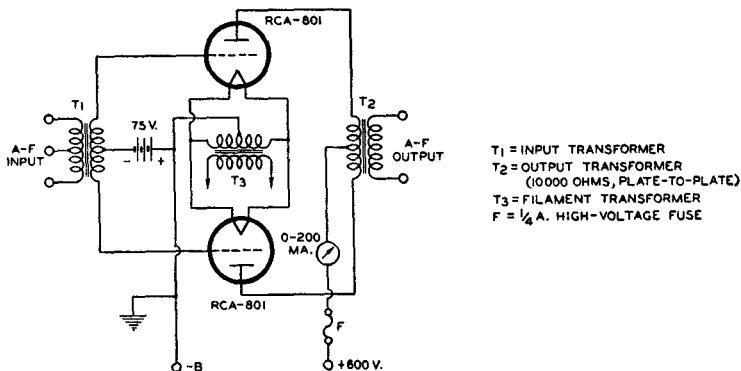 RCA-801
T1
T2
75 V.
- +
A-F
INPUT
A-F
OUTPUT
T3
0-200
MA.
RCA-801
F
-B
+600 V.
T1 = INPUT TRANSFORMER
T2 = OUTPUT TRANSFORMER
(10000 OHMS, PLATE-TO-PLATE)
T3 = FILAMENT TRANSFORMER
F = 1/4 A. HIGH-VOLTAGE FUSE